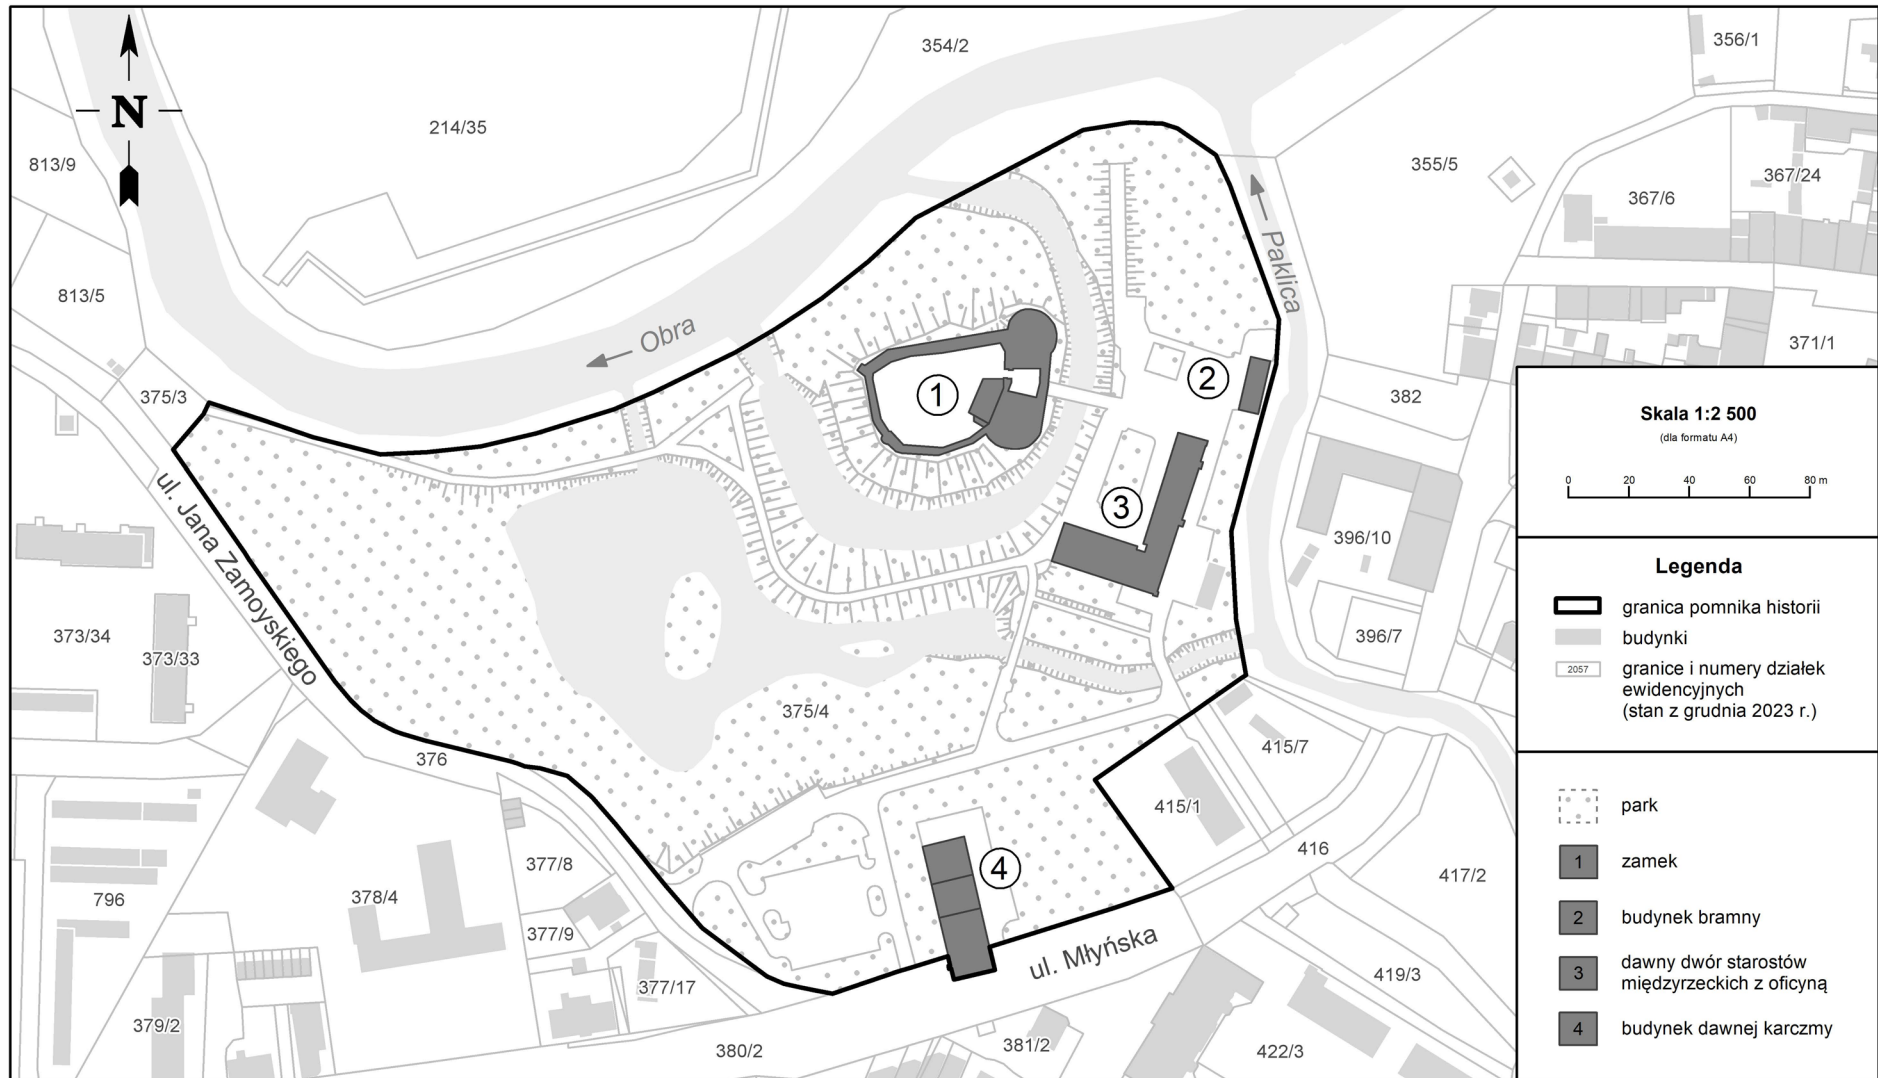 354/2
356/1
N
214/35
813/9
355/5
367/24
367/6
Paklica
813/5
Obra
371/1
1
2
375/3
382
Skala 1:2 500
(dla formatu A4)
0 20 40 60 80 m
ul. Jana Zamoyskiego
3
396/10
Legenda
granica pomnika historii
budynki
2057
granice i numery działek
ewidencyjnych
(stan z grudnia 2023 r.)
373/34
373/33
396/7
375/4
376
415/7
415/1
park
377/8
4
416
1 zamek
796
378/4
417/2
377/9
2 budynek bramny
ul. Młyńska
377/17
419/3
3 dawny dwór starostów
międzyrzeckich z oficyną
379/2
380/2
381/2
422/3
4 budynek dawnej karczmy